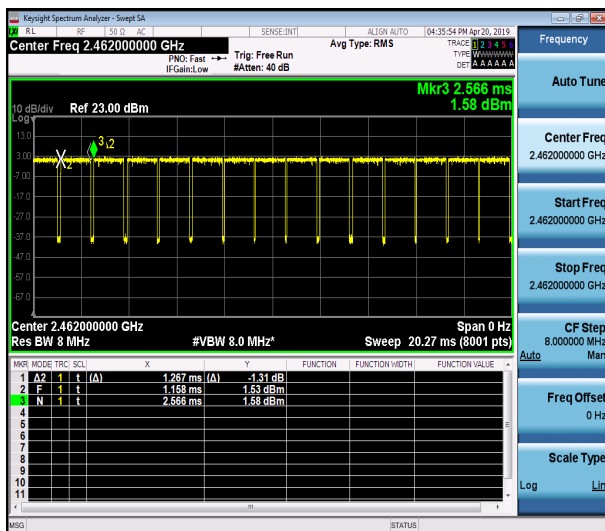 Keysight Spectrum Analyzer - Swept SA
RL RF 50 Ω AC SENSE:INT ALIGN AUTO 04:35:54 PM Apr 20, 2019
Center Freq 2.462000000 GHz
PNO: Fast
IFGain:Low
Trig: Free Run
#Atten: 40 dB
Avg Type: RMS
TRACE 1 2 3 4 5 6
TYPE W
DET A A A A A A
Mkr3 2.566 ms
1.58 dBm
10 dB/div Ref 23.00 dBm
Log
13.0
3.00
-7.00
-17.0
-27.0
-37.0
-47.0
-57.0
-67.0
2
3
Δ2
Center 2.462000000 GHz Span 0 Hz
Res BW 8 MHz #VBW 8.0 MHz* Sweep 20.27 ms (8001 pts)
MKR MODE TRC SCL X Y FUNCTION FUNCTION WIDTH FUNCTION VALUE
1 Δ2 1 t (Δ) 1.267 ms (Δ) -1.31 dB
2 F 1 t 1.158 ms 1.53 dBm
3 N 1 t 2.566 ms 1.58 dBm
4
5
6
7
8
9
10
11
MSG STATUS
Frequency
Auto Tune
Center Freq
2.462000000 GHz
Start Freq
2.462000000 GHz
Stop Freq
2.462000000 GHz
CF Step
8.000000 MHz
Auto Man
Freq Offset
0 Hz
Scale Type
Log Lin